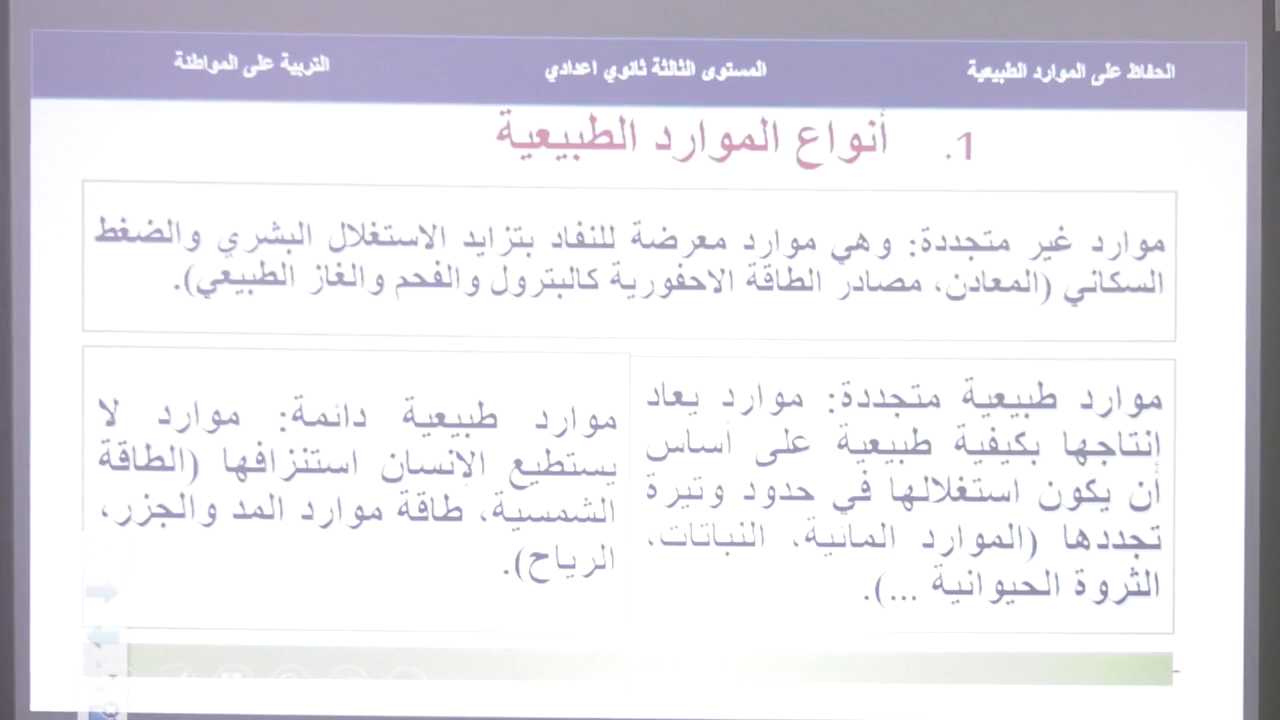 الحفاظ على الموارد الطبيعية
المستوى الثالثة ثانوي اعدادي
التربية على المواطنة
1. أنواع الموارد الطبيعية
موارد غير متجددة: وهي موارد معرضة للنفاد بتزايد الاستغلال البشري والضغط
السكاني (المعادن، مصادر الطاقة الاحفورية كالبترول والفحم والغاز الطبيعي).
موارد طبيعية متجددة: موارد يعاد
إنتاجها بكيفية طبيعية على أساس
أن يكون استغلالها في حدود وتيرة
تجددها (الموارد المائية، النباتات،
الثروة الحيوانية ...).
موارد طبيعية دائمة: موارد لا
يستطيع الإنسان استنزافها (الطاقة
الشمسية، طاقة موارد المد والجزر،
الرياح).